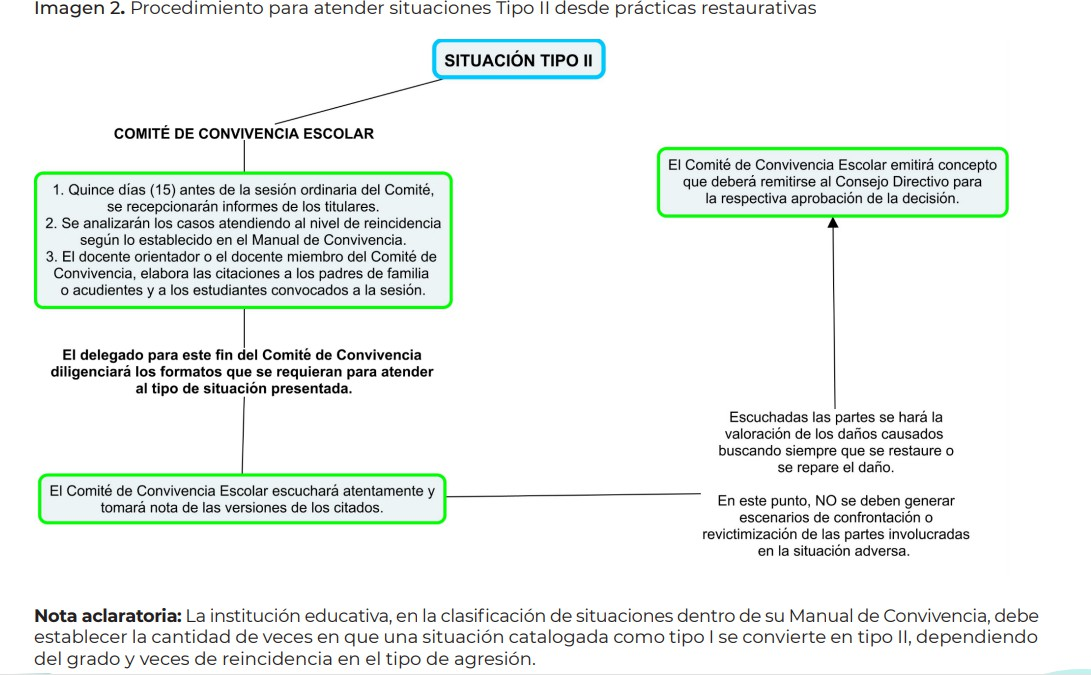 Imagen 2. Procedimiento para atender situaciones Tipo II desde prácticas restaurativas
SITUACIÓN TIPO II
COMITÉ DE CONVIVENCIA ESCOLAR
1. Quince días (15) antes de la sesión ordinaria del Comité,
se recepcionarán informes de los titulares.
2. Se analizarán los casos atendiendo al nivel de reincidencia
según lo establecido en el Manual de Convivencia.
3. El docente orientador o el docente miembro del Comité de
Convivencia, elabora las citaciones a los padres de familia
o acudientes y a los estudiantes convocados a la sesión.
El delegado para este fin del Comité de Convivencia
diligenciará los formatos que se requieran para atender
al tipo de situación presentada.
El Comité de Convivencia Escolar escuchará atentamente y
tomará nota de las versiones de los citados.
En este punto, NO se deben generar
escenarios de confrontación o
revictimización de las partes involucradas
en la situación adversa.
Escuchadas las partes se hará la
valoración de los daños causados
buscando siempre que se restaure o
se repare el daño.
El Comité de Convivencia Escolar emitirá concepto
que deberá remitirse al Consejo Directivo para
la respectiva aprobación de la decisión.
Nota aclaratoria: La institución educativa, en la clasificación de situaciones dentro de su Manual de Convivencia, debe
establecer la cantidad de veces en que una situación catalogada como tipo I se convierte en tipo II, dependiendo
del grado y veces de reincidencia en el tipo de agresión.